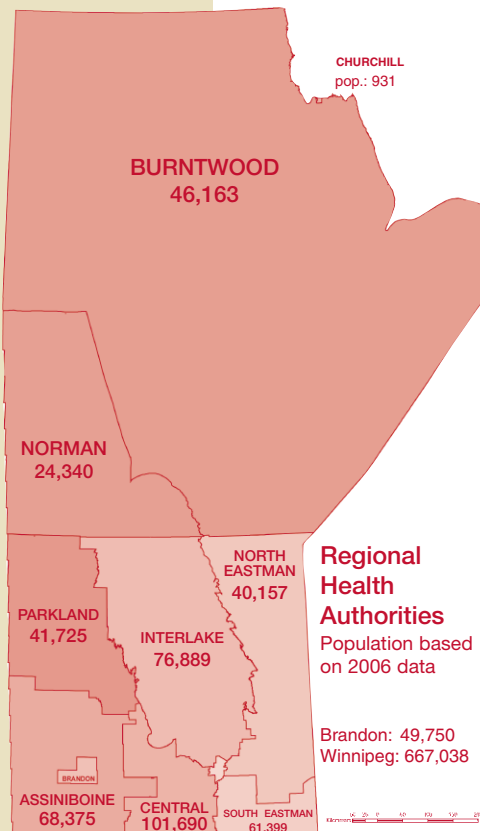 CHURCHILL
pop.: 931
BURNTWOOD
46,163
NORMAN
24,340
NORTH
EASTMAN
40,157
Regional
Health
Authorities
Population based
on 2006 data
PARKLAND
41,725
INTERLAKE
76,889
Brandon: 49,750
Winnipeg: 667,038
BRANDON
ASSINIBOINE
68,375
CENTRAL
101,690
SOUTH EASTMAN
61,399